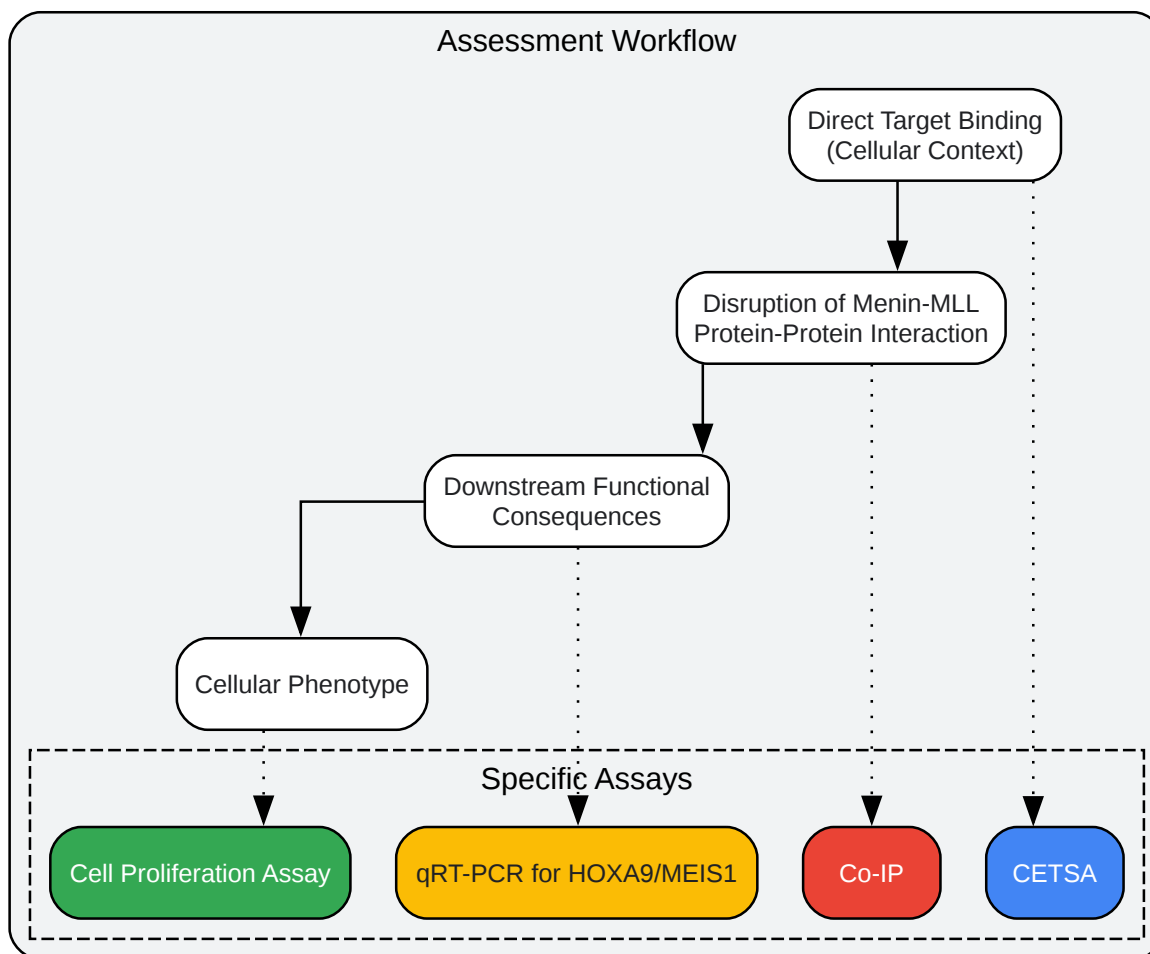 Assessment Workflow
Direct Target Binding
(Cellular Context)
Disruption of Menin-MLL
Protein-Protein Interaction
Downstream Functional
Consequences
Cellular Phenotype
Specific Assays
Cell Proliferation Assay
qRT-PCR for HOXA9/MEIS1
Co-IP
CETSA